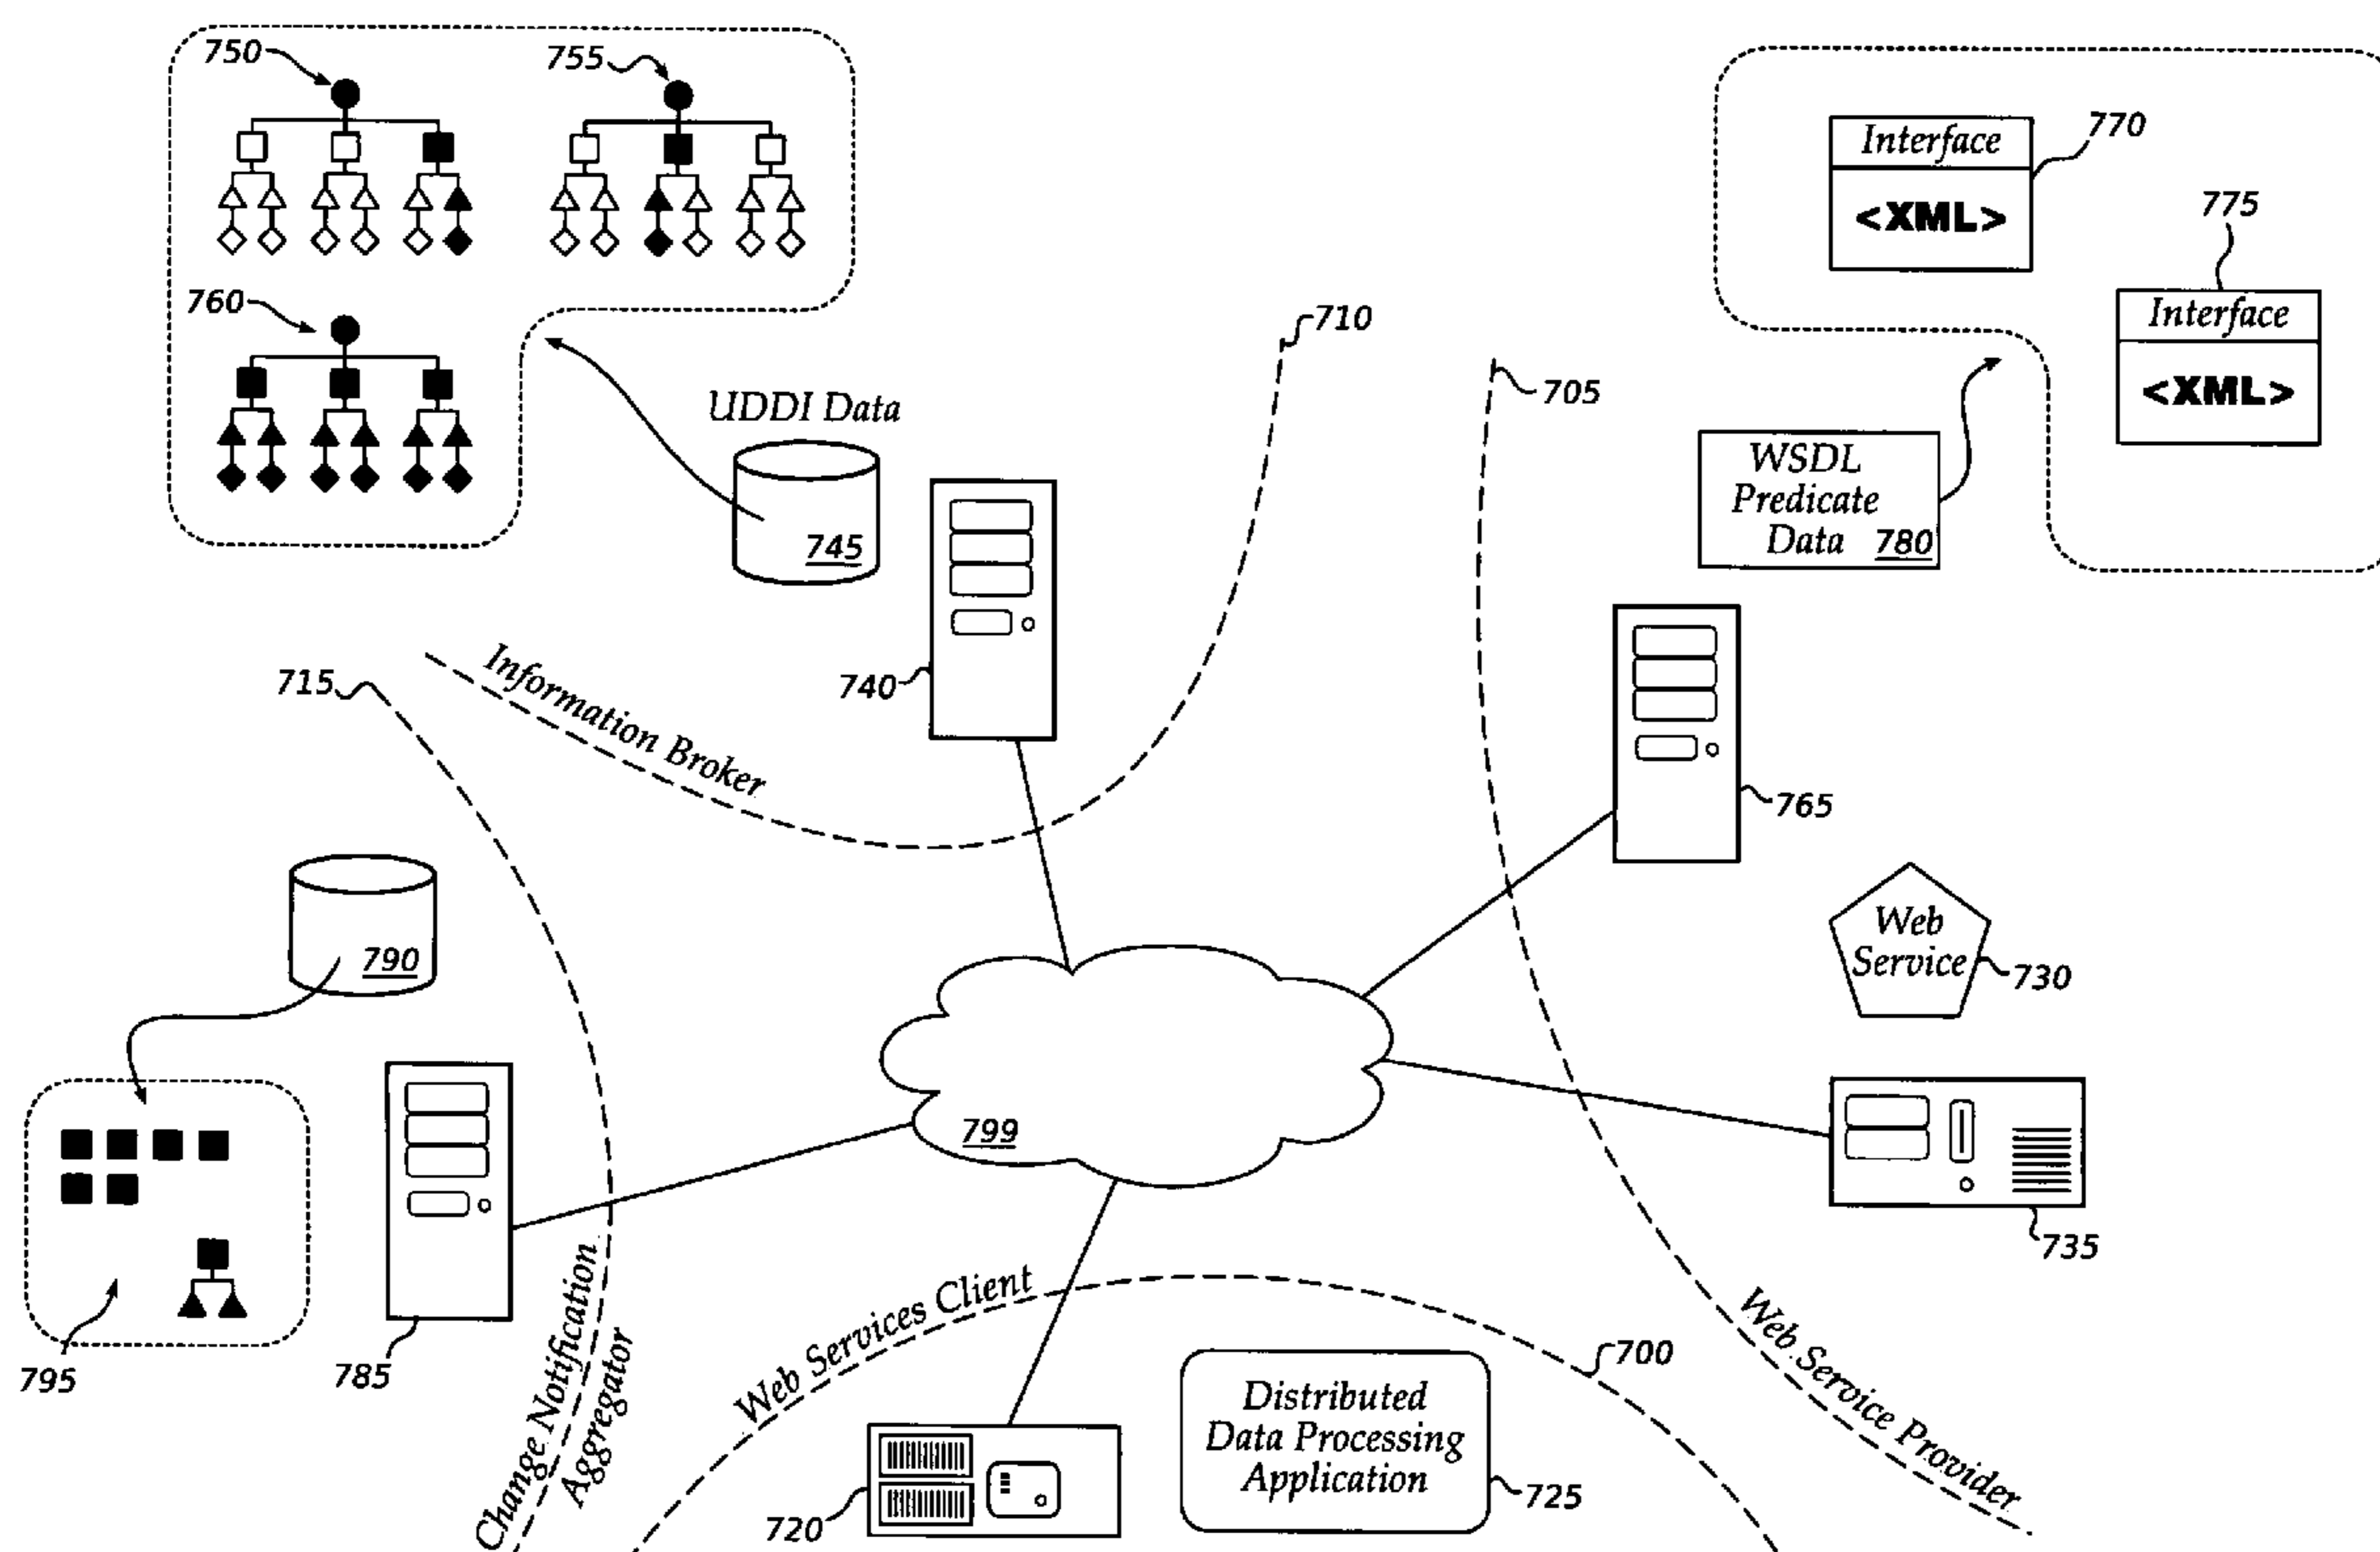 750
755
760
UDDI Data
745
740
710
705
Interface
<XML>
770
775
Interface
<XML>
WSDL
Predicate
Data 780
765
Web
Service
730
735
Information Broker
715
790
795
785
799
Change Notification
Aggregator
Web Services Client
700
Web Service Provider
720
Distributed
Data Processing
Application
725